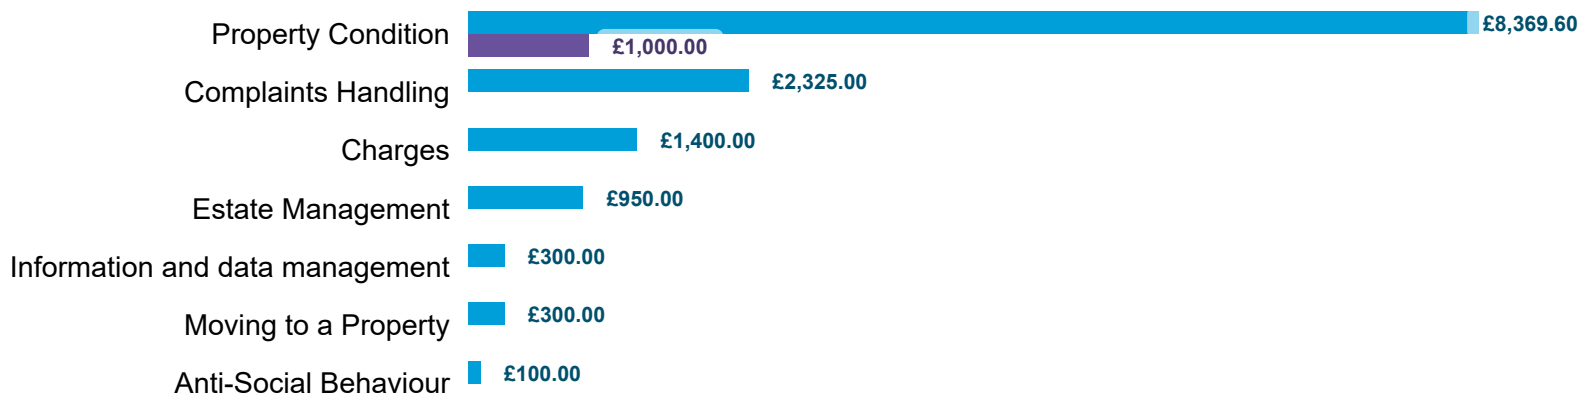 Property Condition £8,369.60
£1,000.00
Complaints Handling £2,325.00
Charges £1,400.00
Estate Management £950.00
Information and data management £300.00
Moving to a Property £300.00
Anti-Social Behaviour £100.00